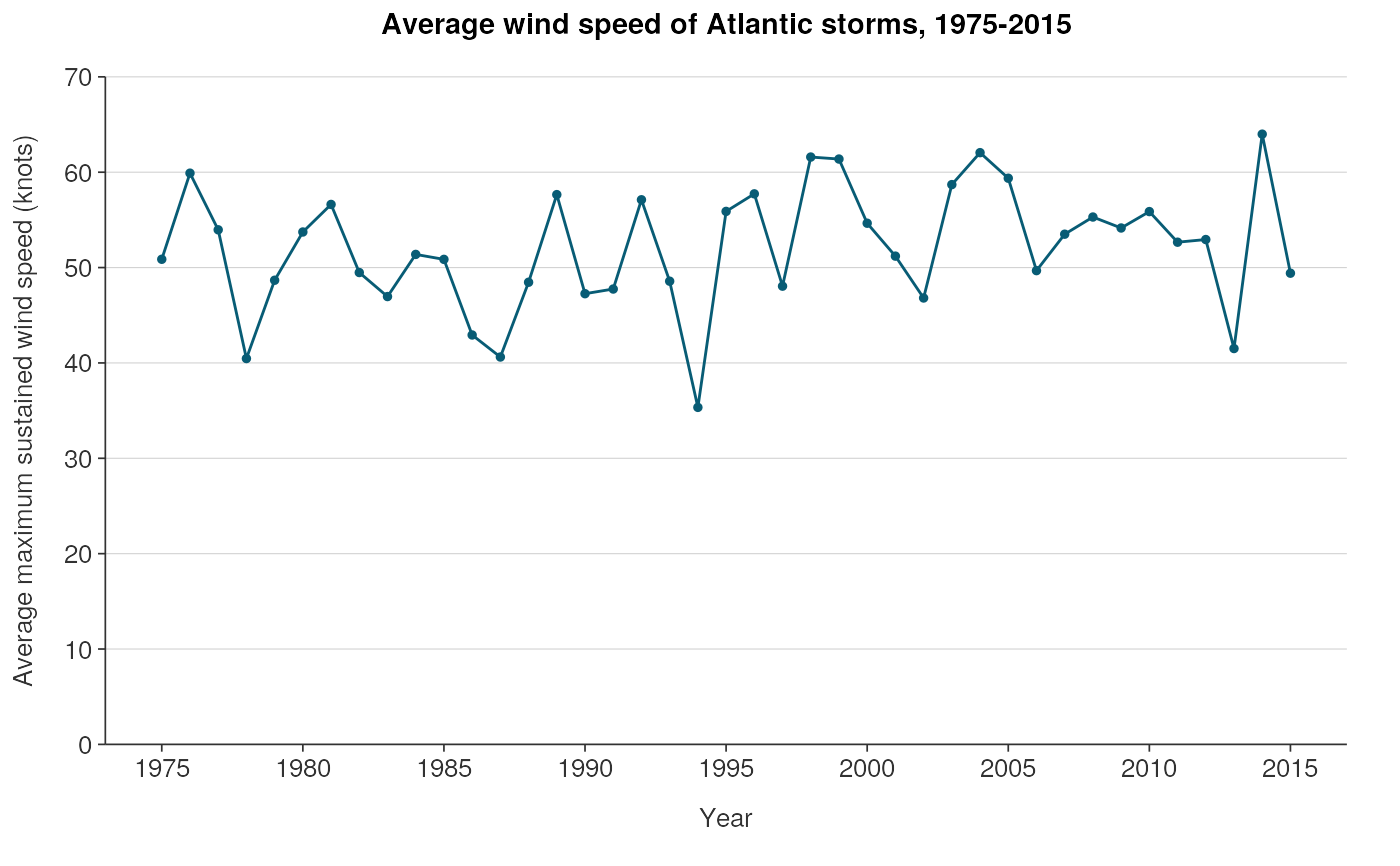 Average wind speed of Atlantic storms, 1975-2015
Average maximum sustained wind speed (knots)
70
60
50
40
30
20
10
0
1975 1980 1985 1990 1995 2000 2005 2010 2015
Year